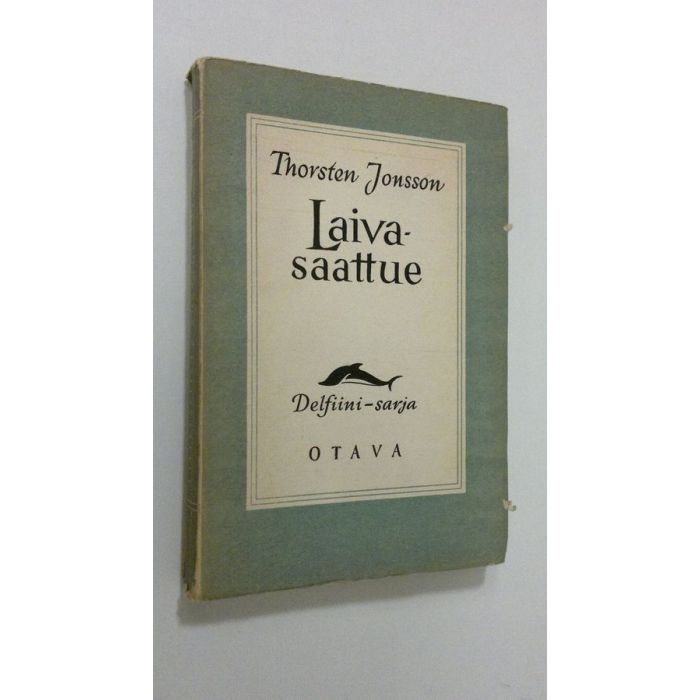 Thorsten Jonsson
Laiva-
saattue
Delfiini-sarja
OTAVA